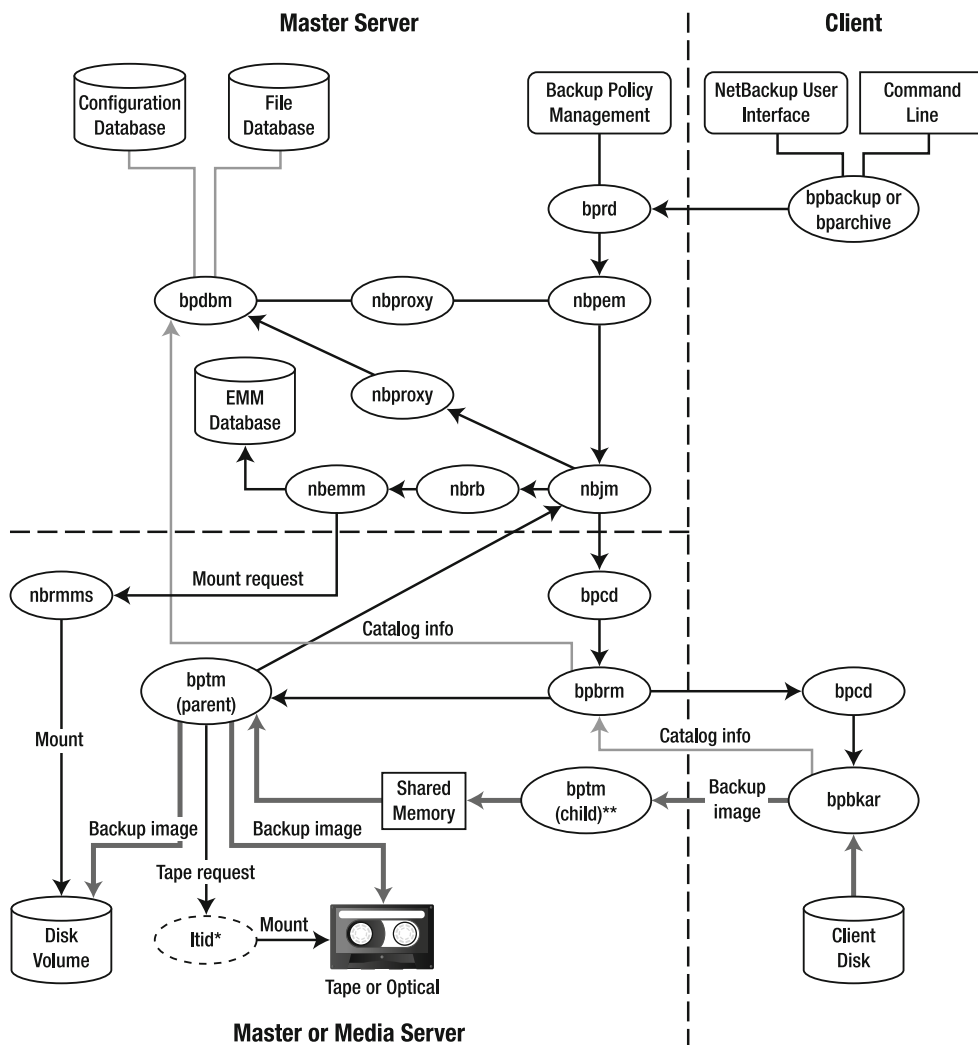 Master Server
Client
Configuration
Database
File
Database
Backup Policy
Management
NetBackup User
Interface
Command
Line
bprd
bpbackup or
bparchive
bpdbm
nbproxy
nbpem
nbproxy
EMM
Database
nbemm
nbrb
nbjm
Mount request
nbrmms
bpcd
Catalog info
bptm
(parent)
bpbrm
bpcd
Mount
Catalog info
Shared
Memory
bptm
(child)**
Backup
image
bpbkar
Backup image
Backup image
Tape request
Disk
Volume
ltid*
Mount
Client
Disk
Tape or Optical
Master or Media Server